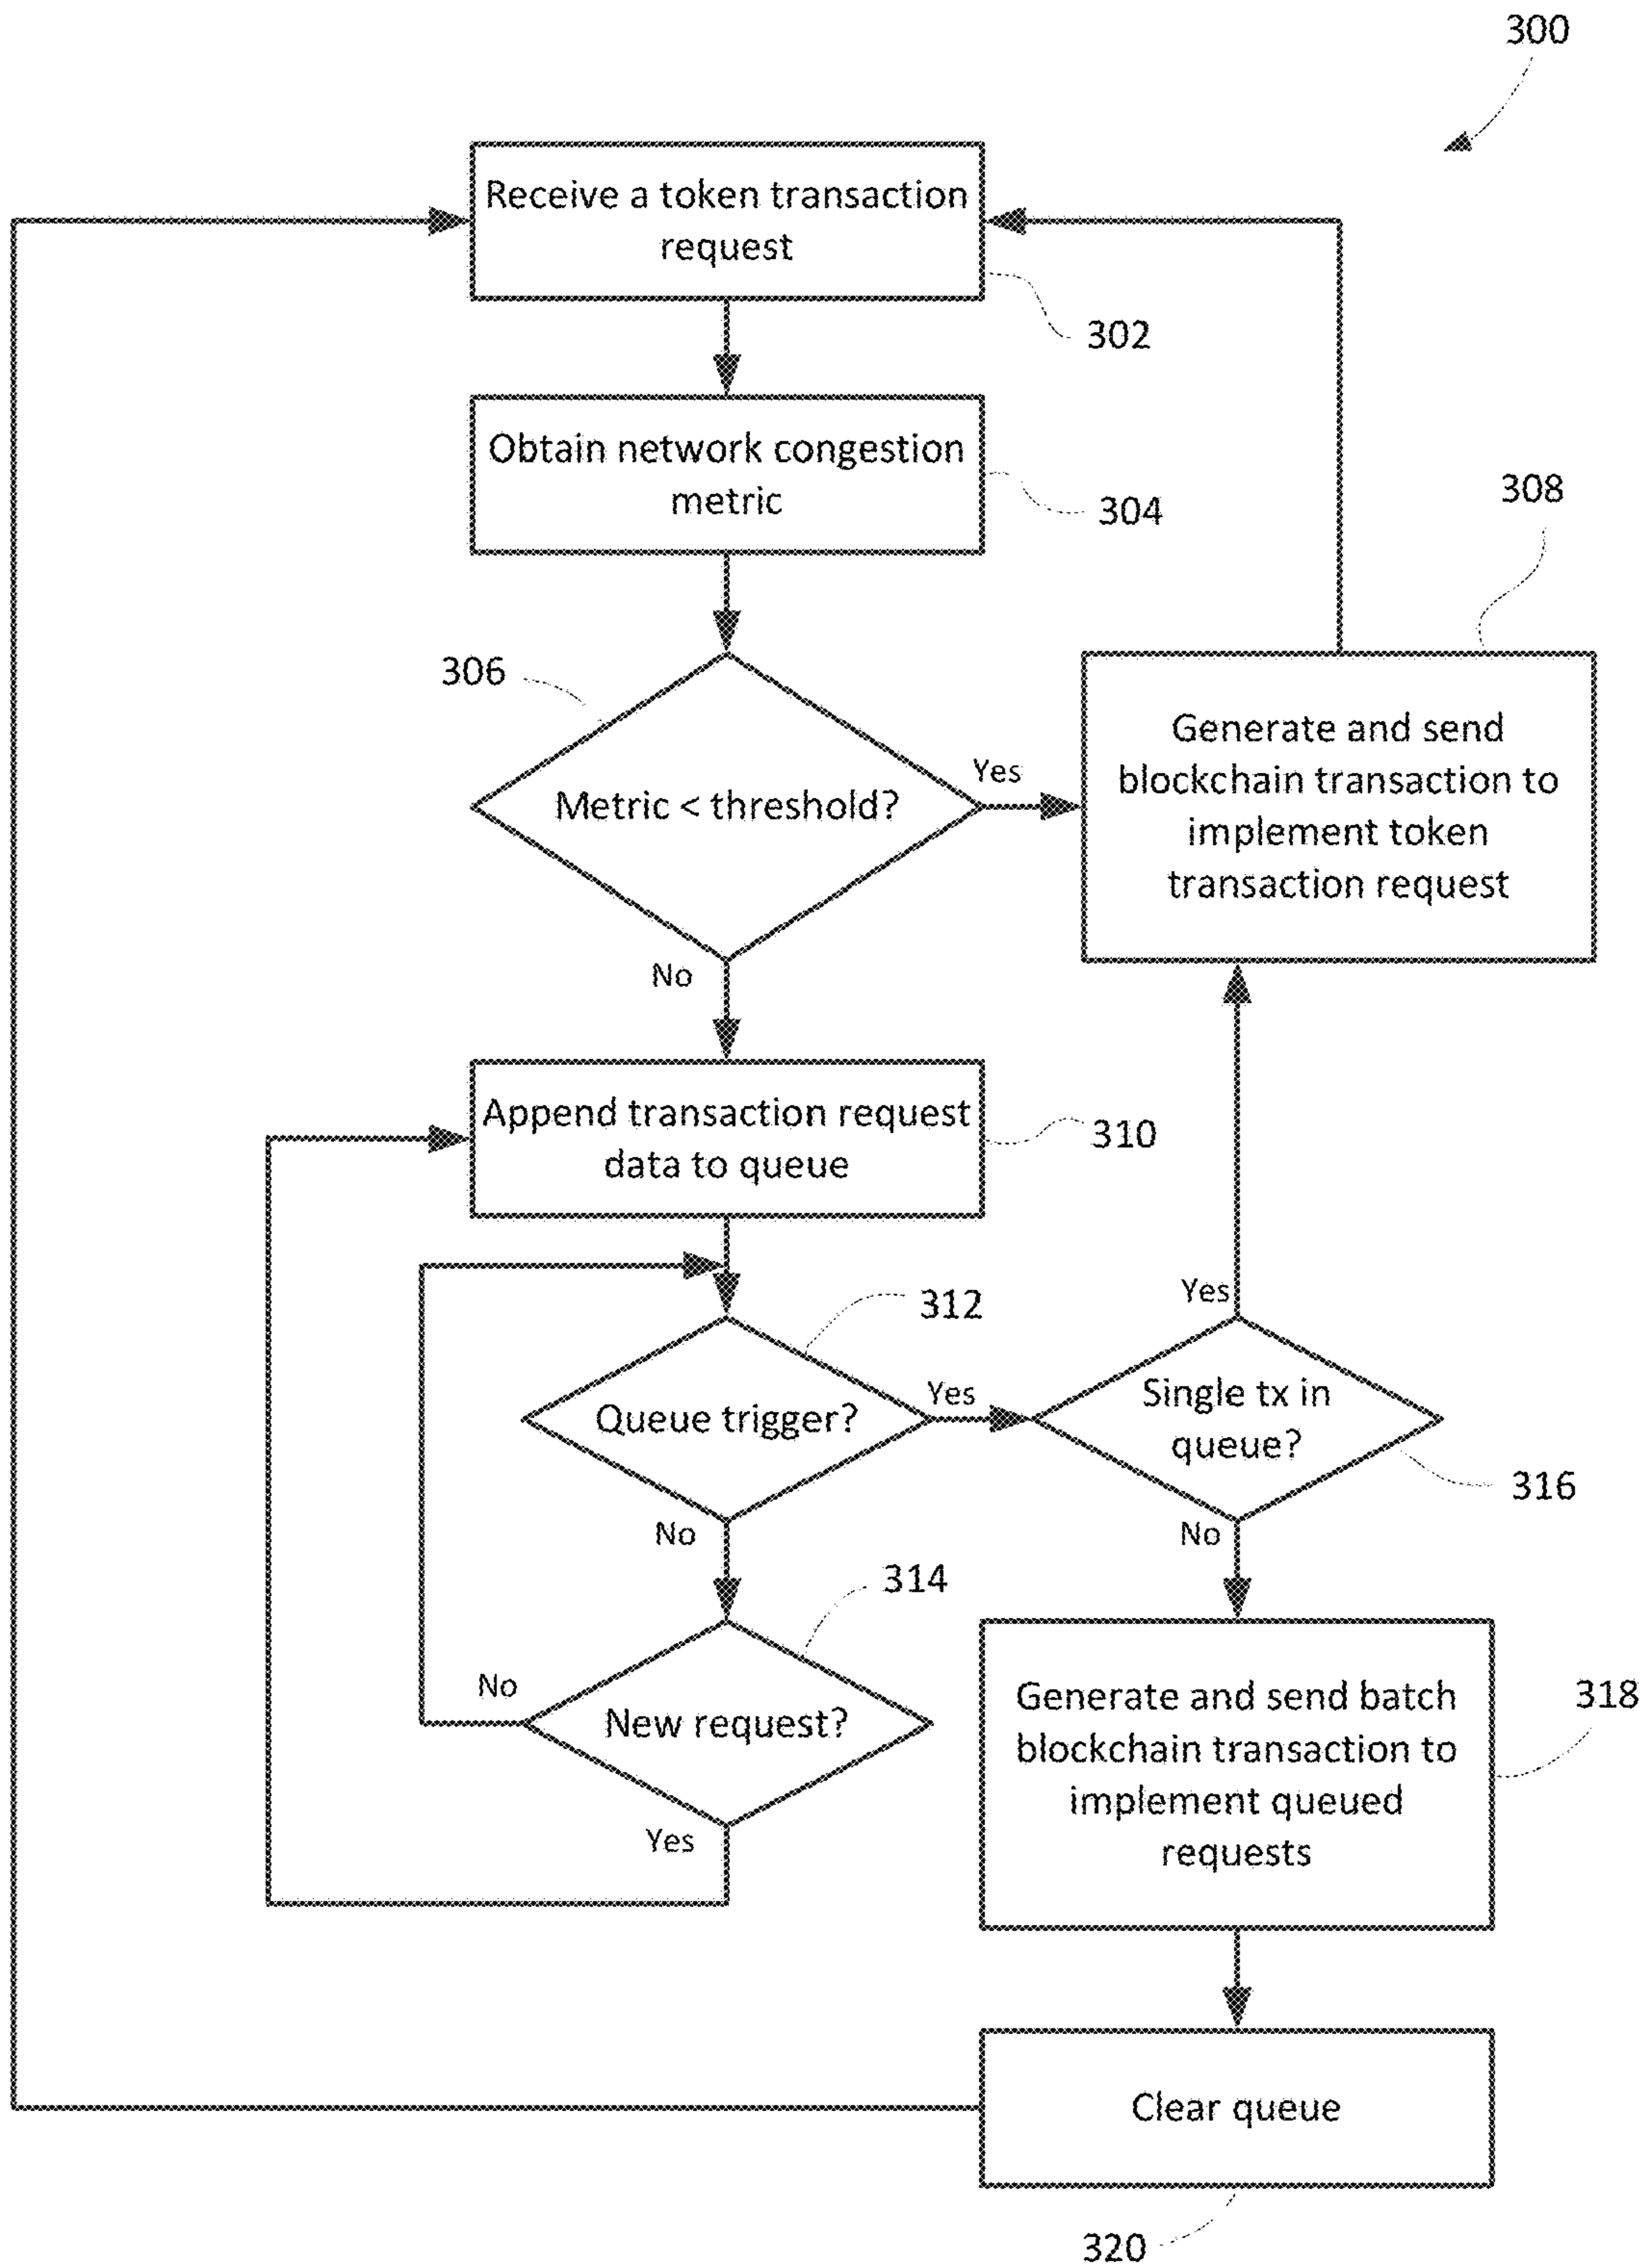 300
Receive a token transaction
request
302
Obtain network congestion
metric
304
308
306
Generate and send
blockchain transaction to
implement token
transaction request
Metric < threshold?
Yes
No
Append transaction request
data to queue
310
312
Yes
Queue trigger?
Yes
Single tx in
queue?
316
No
No
314
No
New request?
Yes
Generate and send batch
blockchain transaction to
implement queued
requests
318
Clear queue
320